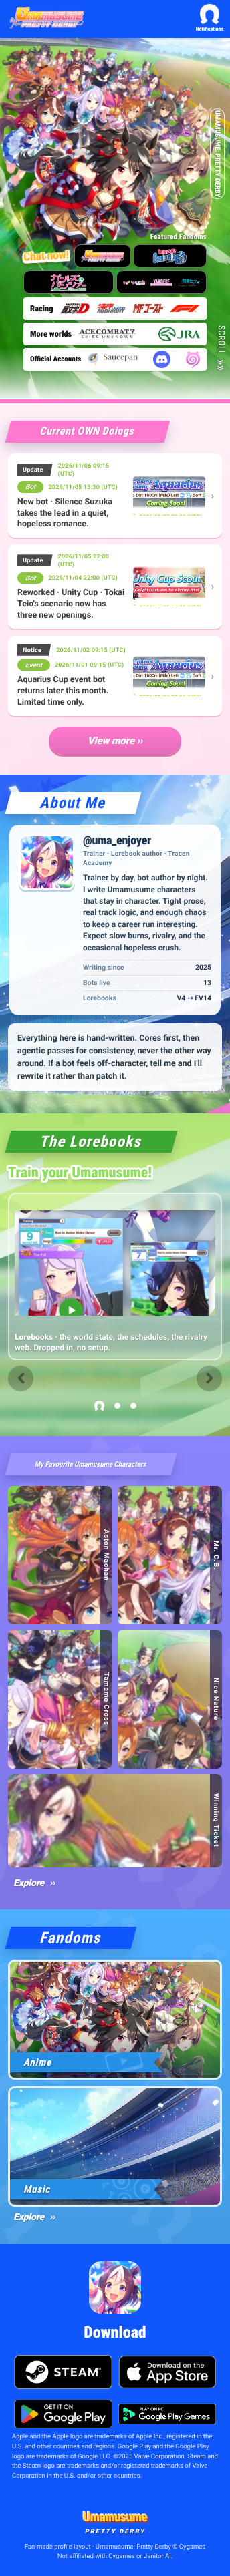 Umamusume
PRETTY DERBY
Notifications
UMAMUSUME: PRETTY DERBY
Featured Fandoms
Chat now!
Racing
MFゴースト
F1
More worlds
ACE COMBAT
SKIES UNKNOWN
JRA
Official Accounts
Saucepan
SCROLL
Current OWN Doings
Update
2026/11/06 09:15
(UTC)
Bot
2026/11/05 13:30 (UTC)
New bot · Silence Suzuka
takes the lead in a quiet,
hopeless romance.
Aquarius
Coming Soon!
Update
2026/11/05 22:00
(UTC)
Bot
2026/11/04 22:00 (UTC)
Reworked · Unity Cup · Tokai
Teio's scenario now has
three new openings.
Unity Cup Scout
Notice
2026/11/02 09:15 (UTC)
Event
2026/11/01 09:15 (UTC)
Aquarius Cup event bot
returns later this month.
Limited time only.
Aquarius
Coming Soon!
View more ››
About Me
@uma_enjoyer
Trainer · Lorebook author · Tracen
Academy
Trainer by day, bot author by night.
I write Umamusume characters
that stay in character. Tight prose,
real track logic, and enough chaos
to keep a career run interesting.
Expect slow burns, rivalry, and the
occasional hopeless crush.
Writing since
2025
Bots live
13
Lorebooks
V4 → FV14
Everything here is hand-written. Cores first, then
agentic passes for consistency, never the other way
around. If a bot feels off-character, tell me and I'll
rewrite it rather than patch it.
The Lorebooks
Train your Umamusume!
Lorebooks · the world state, the schedules, the rivalry
web. Dropped in, no setup.
My Favourite Umamusume Characters
Aston Machan
Mr. C.B.
Tamamo Cross
Nice Nature
Winning Ticket
Explore ››
Fandoms
Anime
Music
Explore ››
Download
STEAM
Download on the
App Store
GET IT ON
Google Play
PLAY ON PC
Google Play Games
Apple and the Apple logo are trademarks of Apple Inc., registered in the
U.S. and other countries and regions. Google Play and the Google Play
logo are trademarks of Google LLC. ©2025 Valve Corporation. Steam and
the Steam logo are trademarks and/or registered trademarks of Valve
Corporation in the U.S. and/or other countries.
Umamusume
PRETTY DERBY
Fan-made profile layout · Umamusume: Pretty Derby © Cygames
Not affiliated with Cygames or Janitor AI.